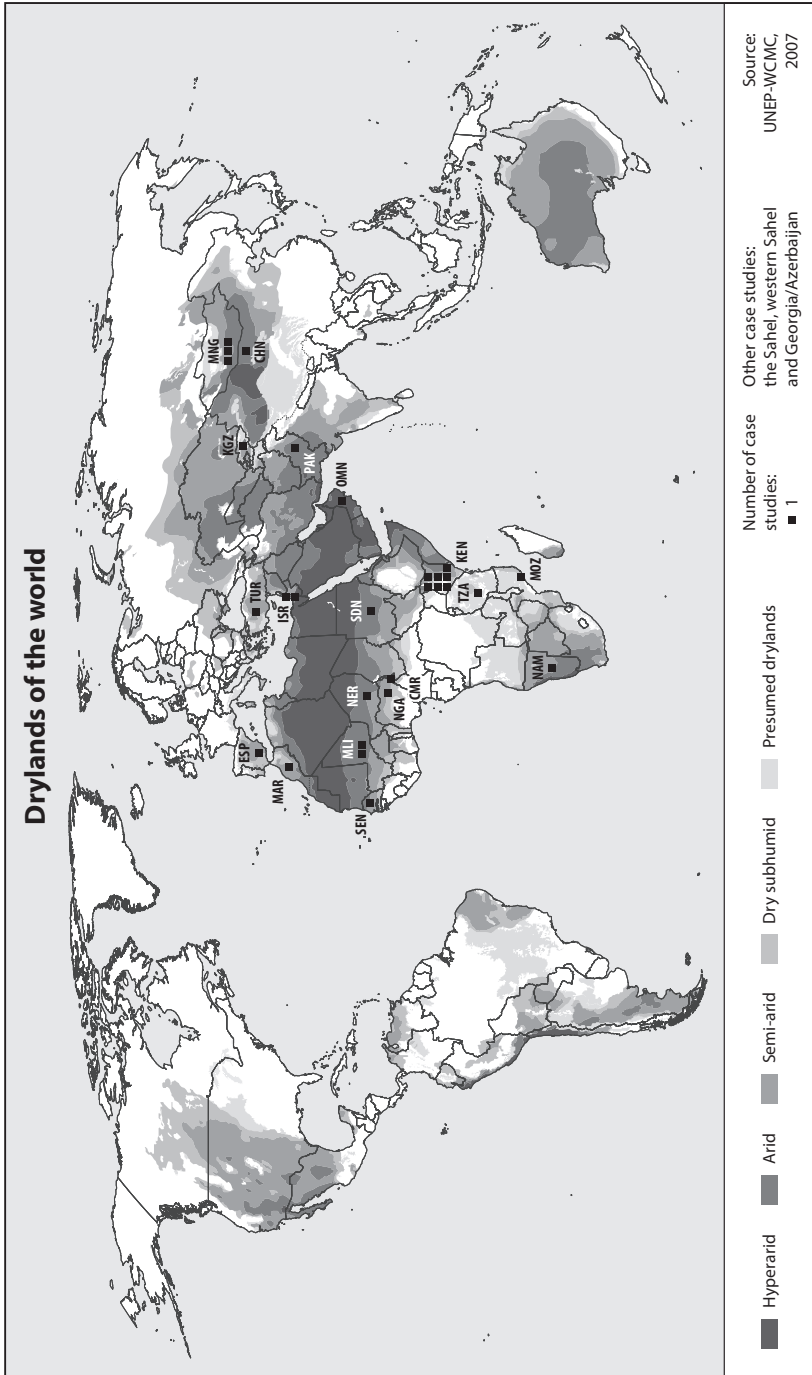 Drylands of the world
MNG
CHN
KGZ
PAK
OMN
TUR
ISR
ESP
MAR
SEN
MLI
NER
NGA
CMR
SDN
KEN
TZA
MOZ
NAM
Hyperarid
Arid
Semi-arid
Dry subhumid
Presumed drylands
Number of case
studies:
1
Other case studies:
the Sahel, western Sahel
and Georgia/Azerbaijan
Source:
UNEP-WCMC,
2007